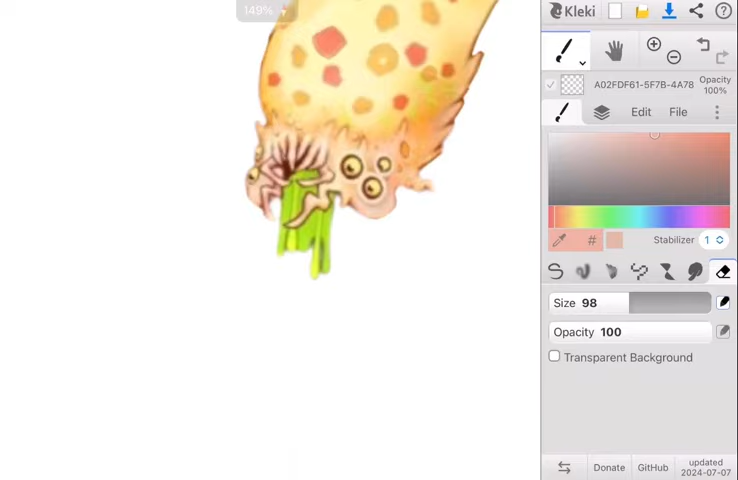 149%
Kleki
A02FDF61-5F7B-4A78
Opacity
100%
Edit
File
#
Stabilizer 1
Size 98
Opacity 100
Transparent Background
Donate
GitHub
updated
2024-07-07